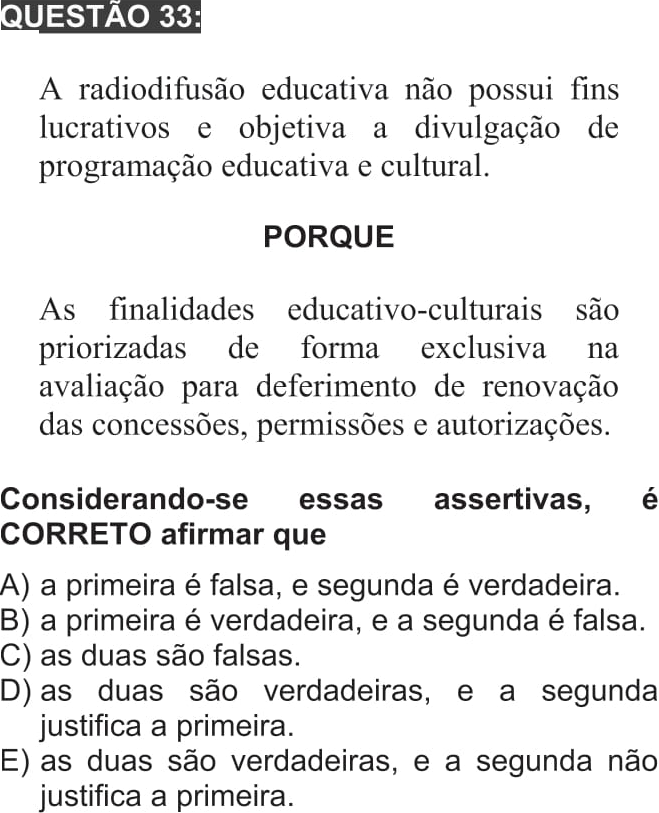 QUESTÃO 33:
A radiodifusão educativa não possui fins
lucrativos e objetiva a divulgação de
programação educativa e cultural.
PORQUE
As finalidades educativo-culturais são
priorizadas de forma exclusiva na
avaliação para deferimento de renovação
das concessões, permissões e autorizações.
Considerando-se essas assertivas, é
CORRETO afirmar que
A) a primeira é falsa, e segunda é verdadeira.
B) a primeira é verdadeira, e a segunda é falsa.
C) as duas são falsas.
D) as duas são verdadeiras, e a segunda
justifica a primeira.
E) as duas são verdadeiras, e a segunda não
justifica a primeira.